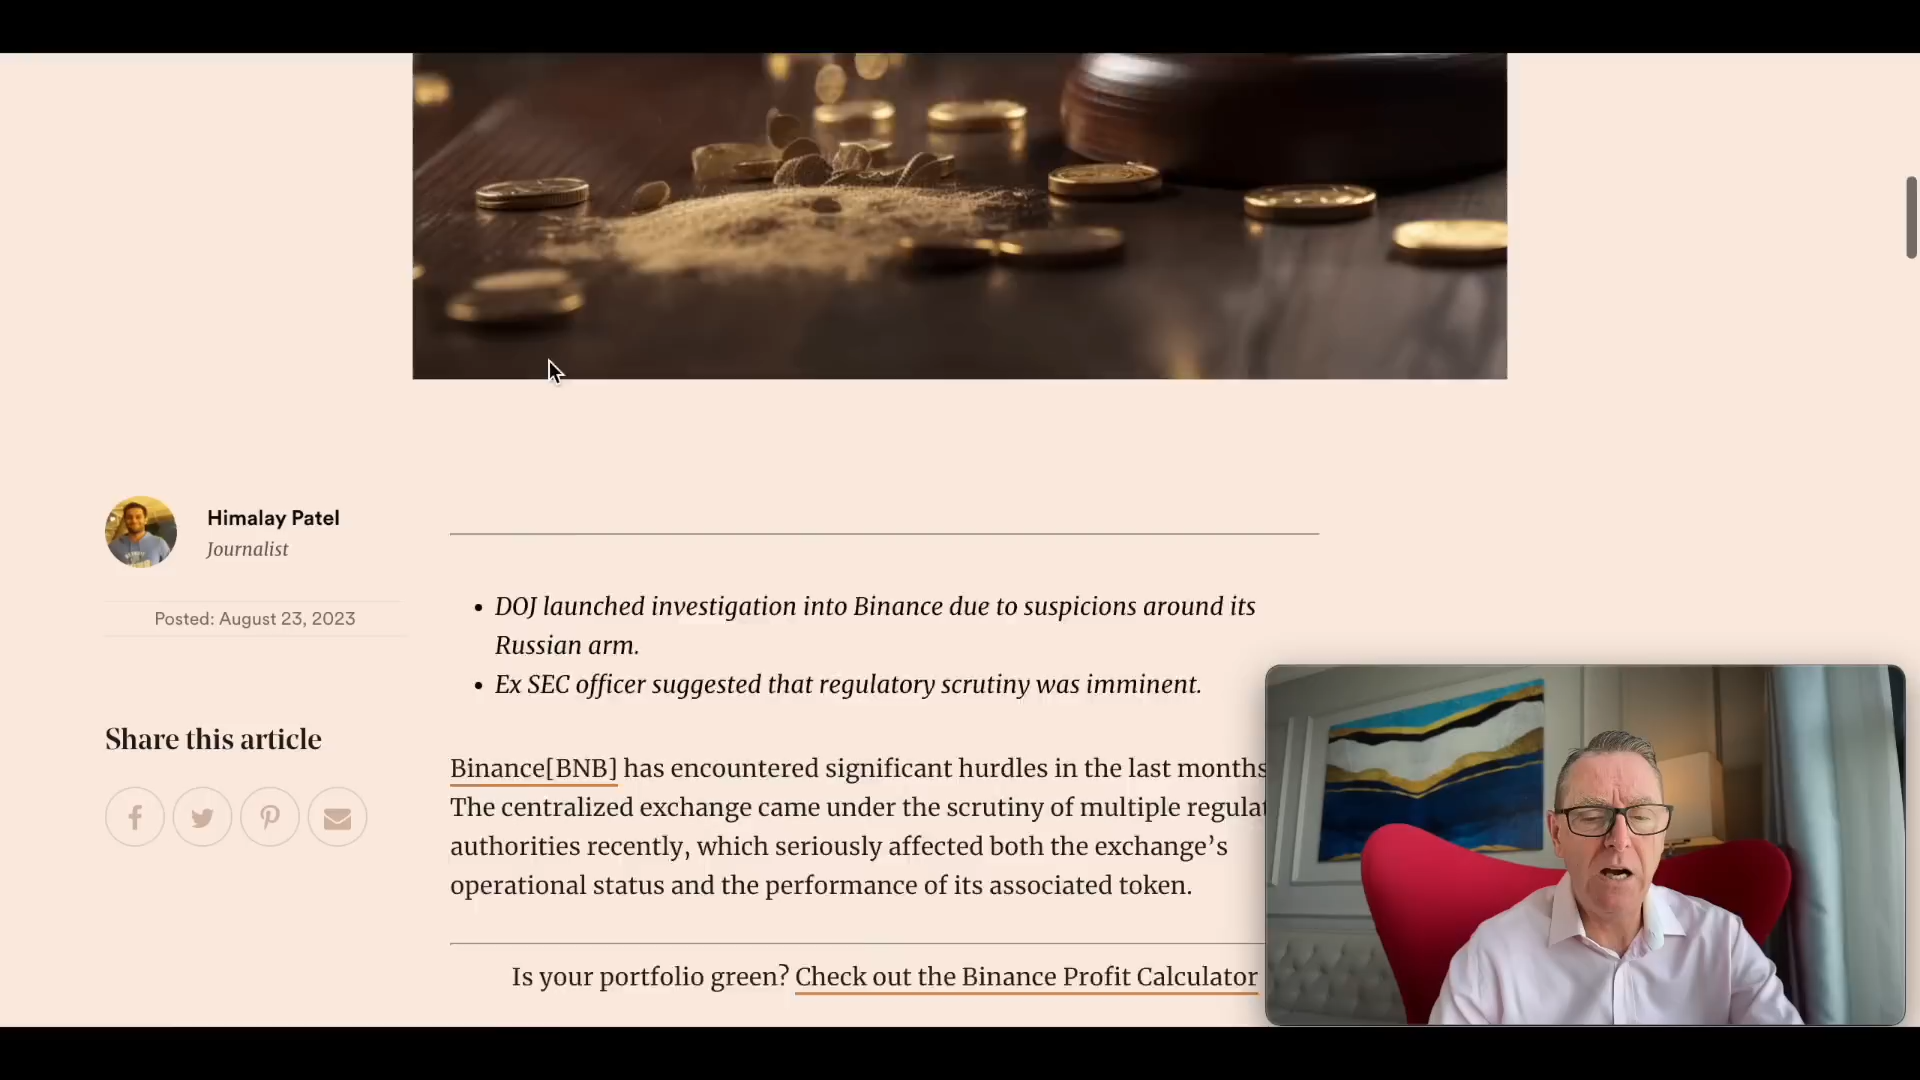 Himalay Patel
Journalist
Posted: August 23, 2023
Share this article
• DOJ launched investigation into Binance due to suspicions around its
Russian arm.
• Ex SEC officer suggested that regulatory scrutiny was imminent.
Binance[BNB] has encountered significant hurdles in the last months
The centralized exchange came under the scrutiny of multiple regulat
authorities recently, which seriously affected both the exchange’s
operational status and the performance of its associated token.
Is your portfolio green? Check out the Binance Profit Calculator